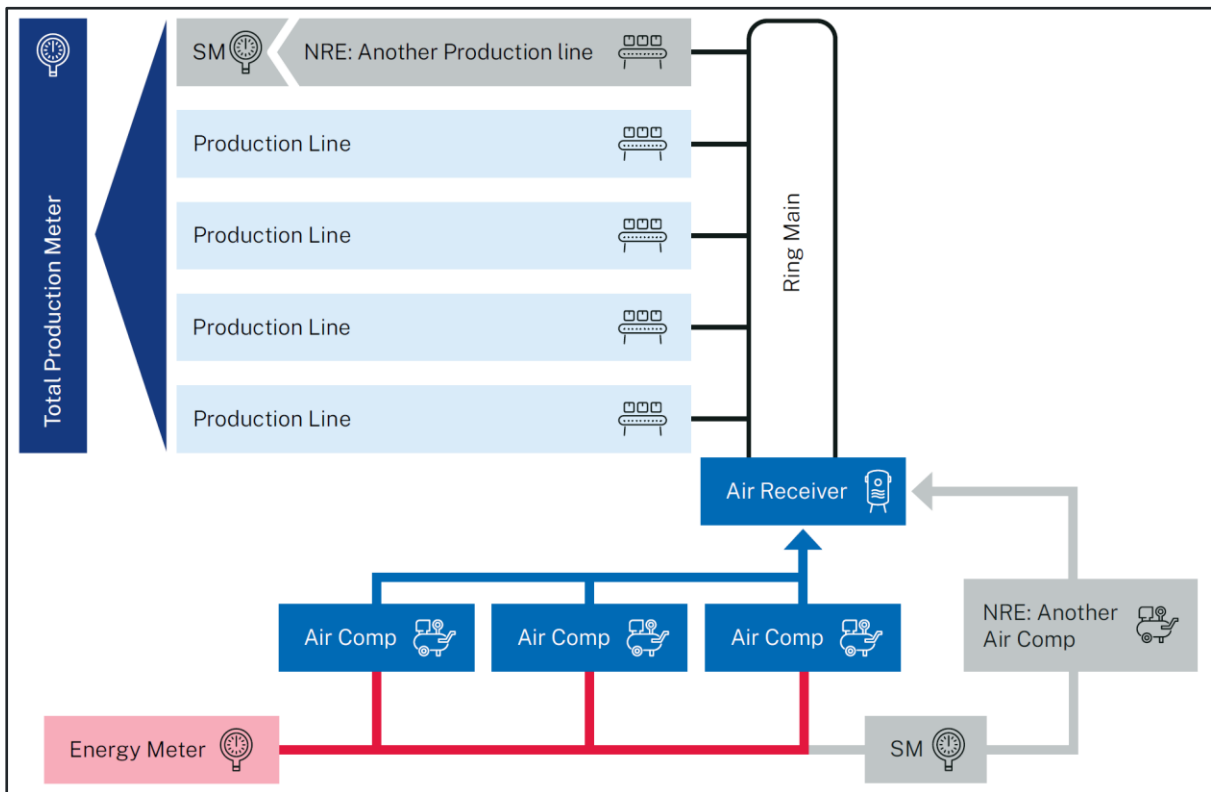 Total Production Meter
SM
NRE: Another Production line
Production Line
Production Line
Production Line
Production Line
Ring Main
Air Receiver
Air Comp
Air Comp
Air Comp
NRE: Another
Air Comp
Energy Meter
SM